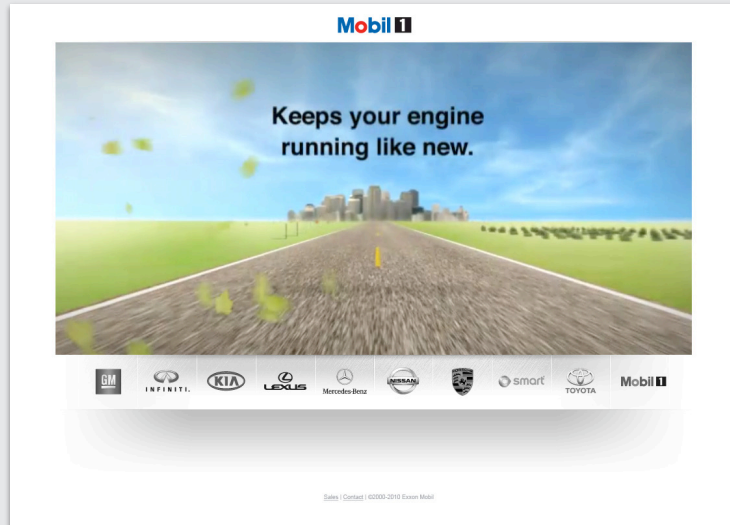 Mobil 1
Keeps your engine
running like new.
GM
INFINITI.
KIA
LEXUS
Mercedes-Benz
NISSAN
smart
TOYOTA
Mobil 1
Sales | Contact | ©2000-2010 Exxon Mobil